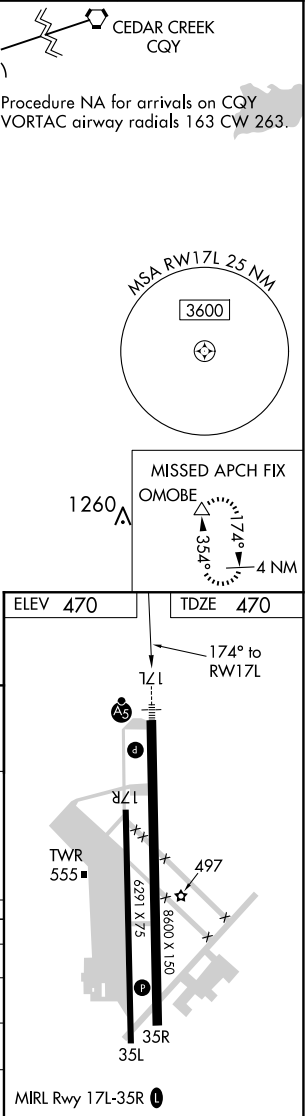 CEDAR CREEK
CQY
Procedure NA for arrivals on CQY
VORTAC airway radials 163 CW 263.
MSA RW17L 25 NM
3600
MISSED APCH FIX
OMOBE
1260
174°
354°
4 NM
ELEV 470
TDZE 470
174° to
RW17L
17L
A5
P
17R
TWR
555
497
6291 X 75
8600 X 150
P
35R
35L
MIRL Rwy 17L-35R L